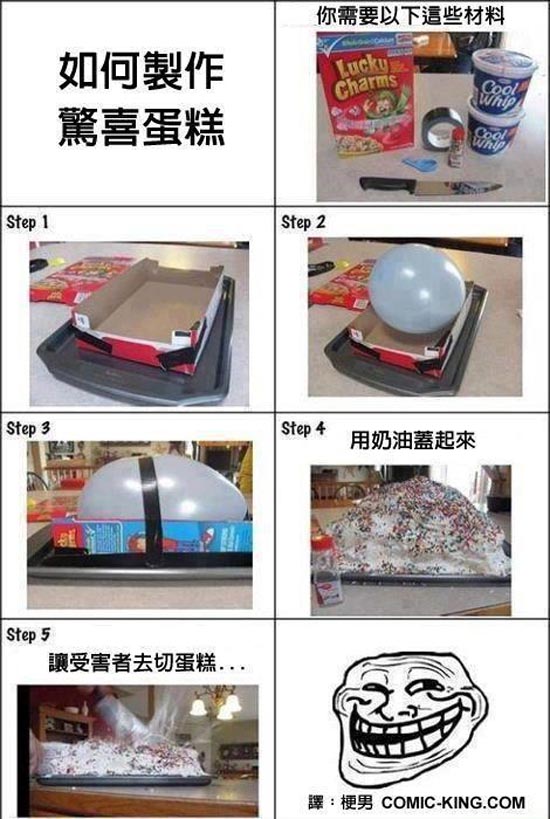 如何製作
驚喜蛋糕
你需要以下這些材料
Lucky
Charms
Cool
Whip
Cool
Whip
Step 1
Step 2
Step 3
Step 4
用奶油蓋起來
Step 5
讓受害者去切蛋糕...
譯：梗男 COMIC-KING.COM